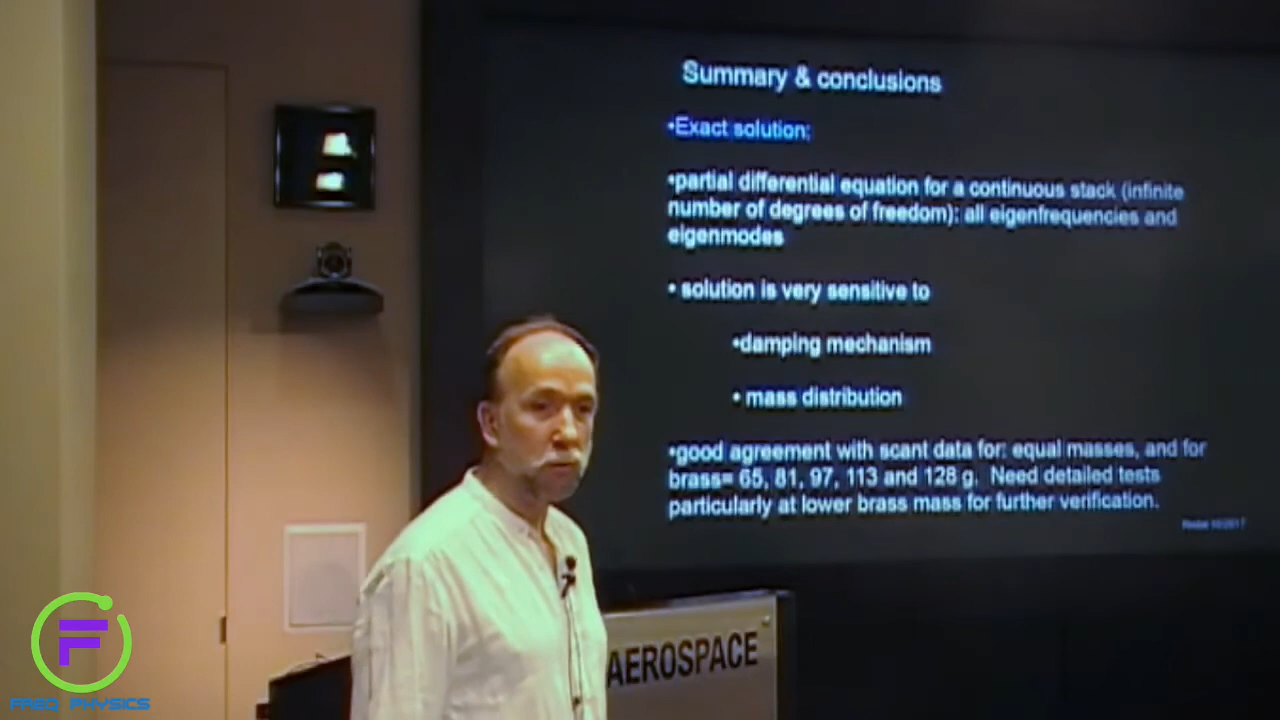 Summary & conclusions
•Exact solution:
•partial differential equation for a continuous stack (infinite
number of degrees of freedom): all eigenfrequencies and
eigenmodes
• solution is very sensitive to
•damping mechanism
• mass distribution
•good agreement with scant data for: equal masses, and for
brass= 65, 81, 97, 113 and 128 g. Need detailed tests
particularly at lower brass mass for further verification.
AEROSPACE
F
FREQ PHYSICS